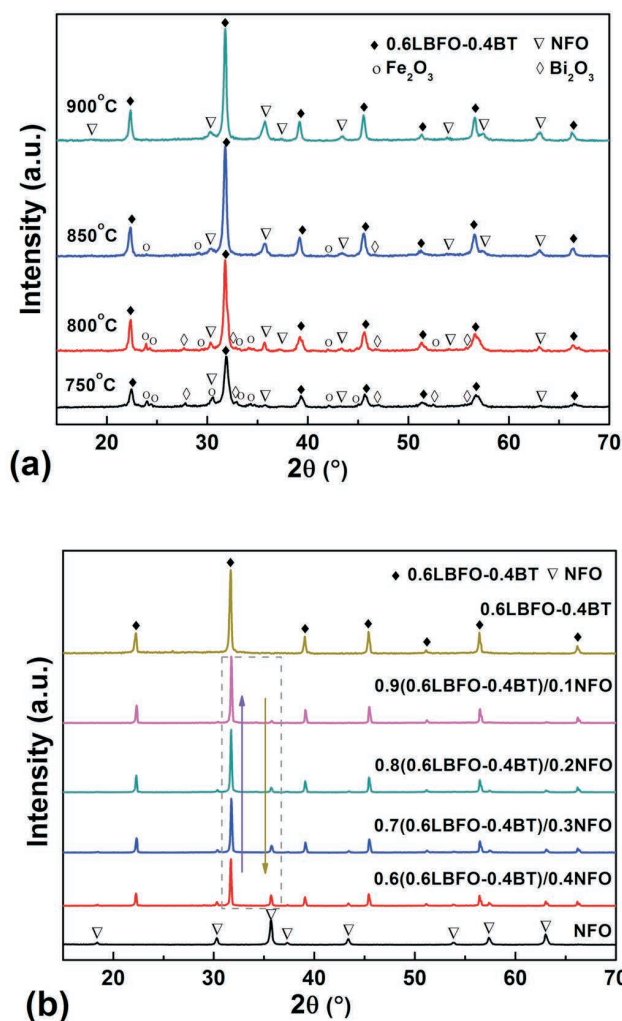 ◆ 0.6LBFO-0.4BT ▽ NFO
○ Fe₂O₃ ◇ Bi₂O₃
900°C
850°C
800°C
750°C
Intensity (a.u.)
20 30 40 50 60 70
2θ (°)
(a)
◆ 0.6LBFO-0.4BT ▽ NFO
0.6LBFO-0.4BT
0.9(0.6LBFO-0.4BT)/0.1NFO
0.8(0.6LBFO-0.4BT)/0.2NFO
0.7(0.6LBFO-0.4BT)/0.3NFO
0.6(0.6LBFO-0.4BT)/0.4NFO
NFO
Intensity (a.u.)
20 30 40 50 60 70
2θ (°)
(b)